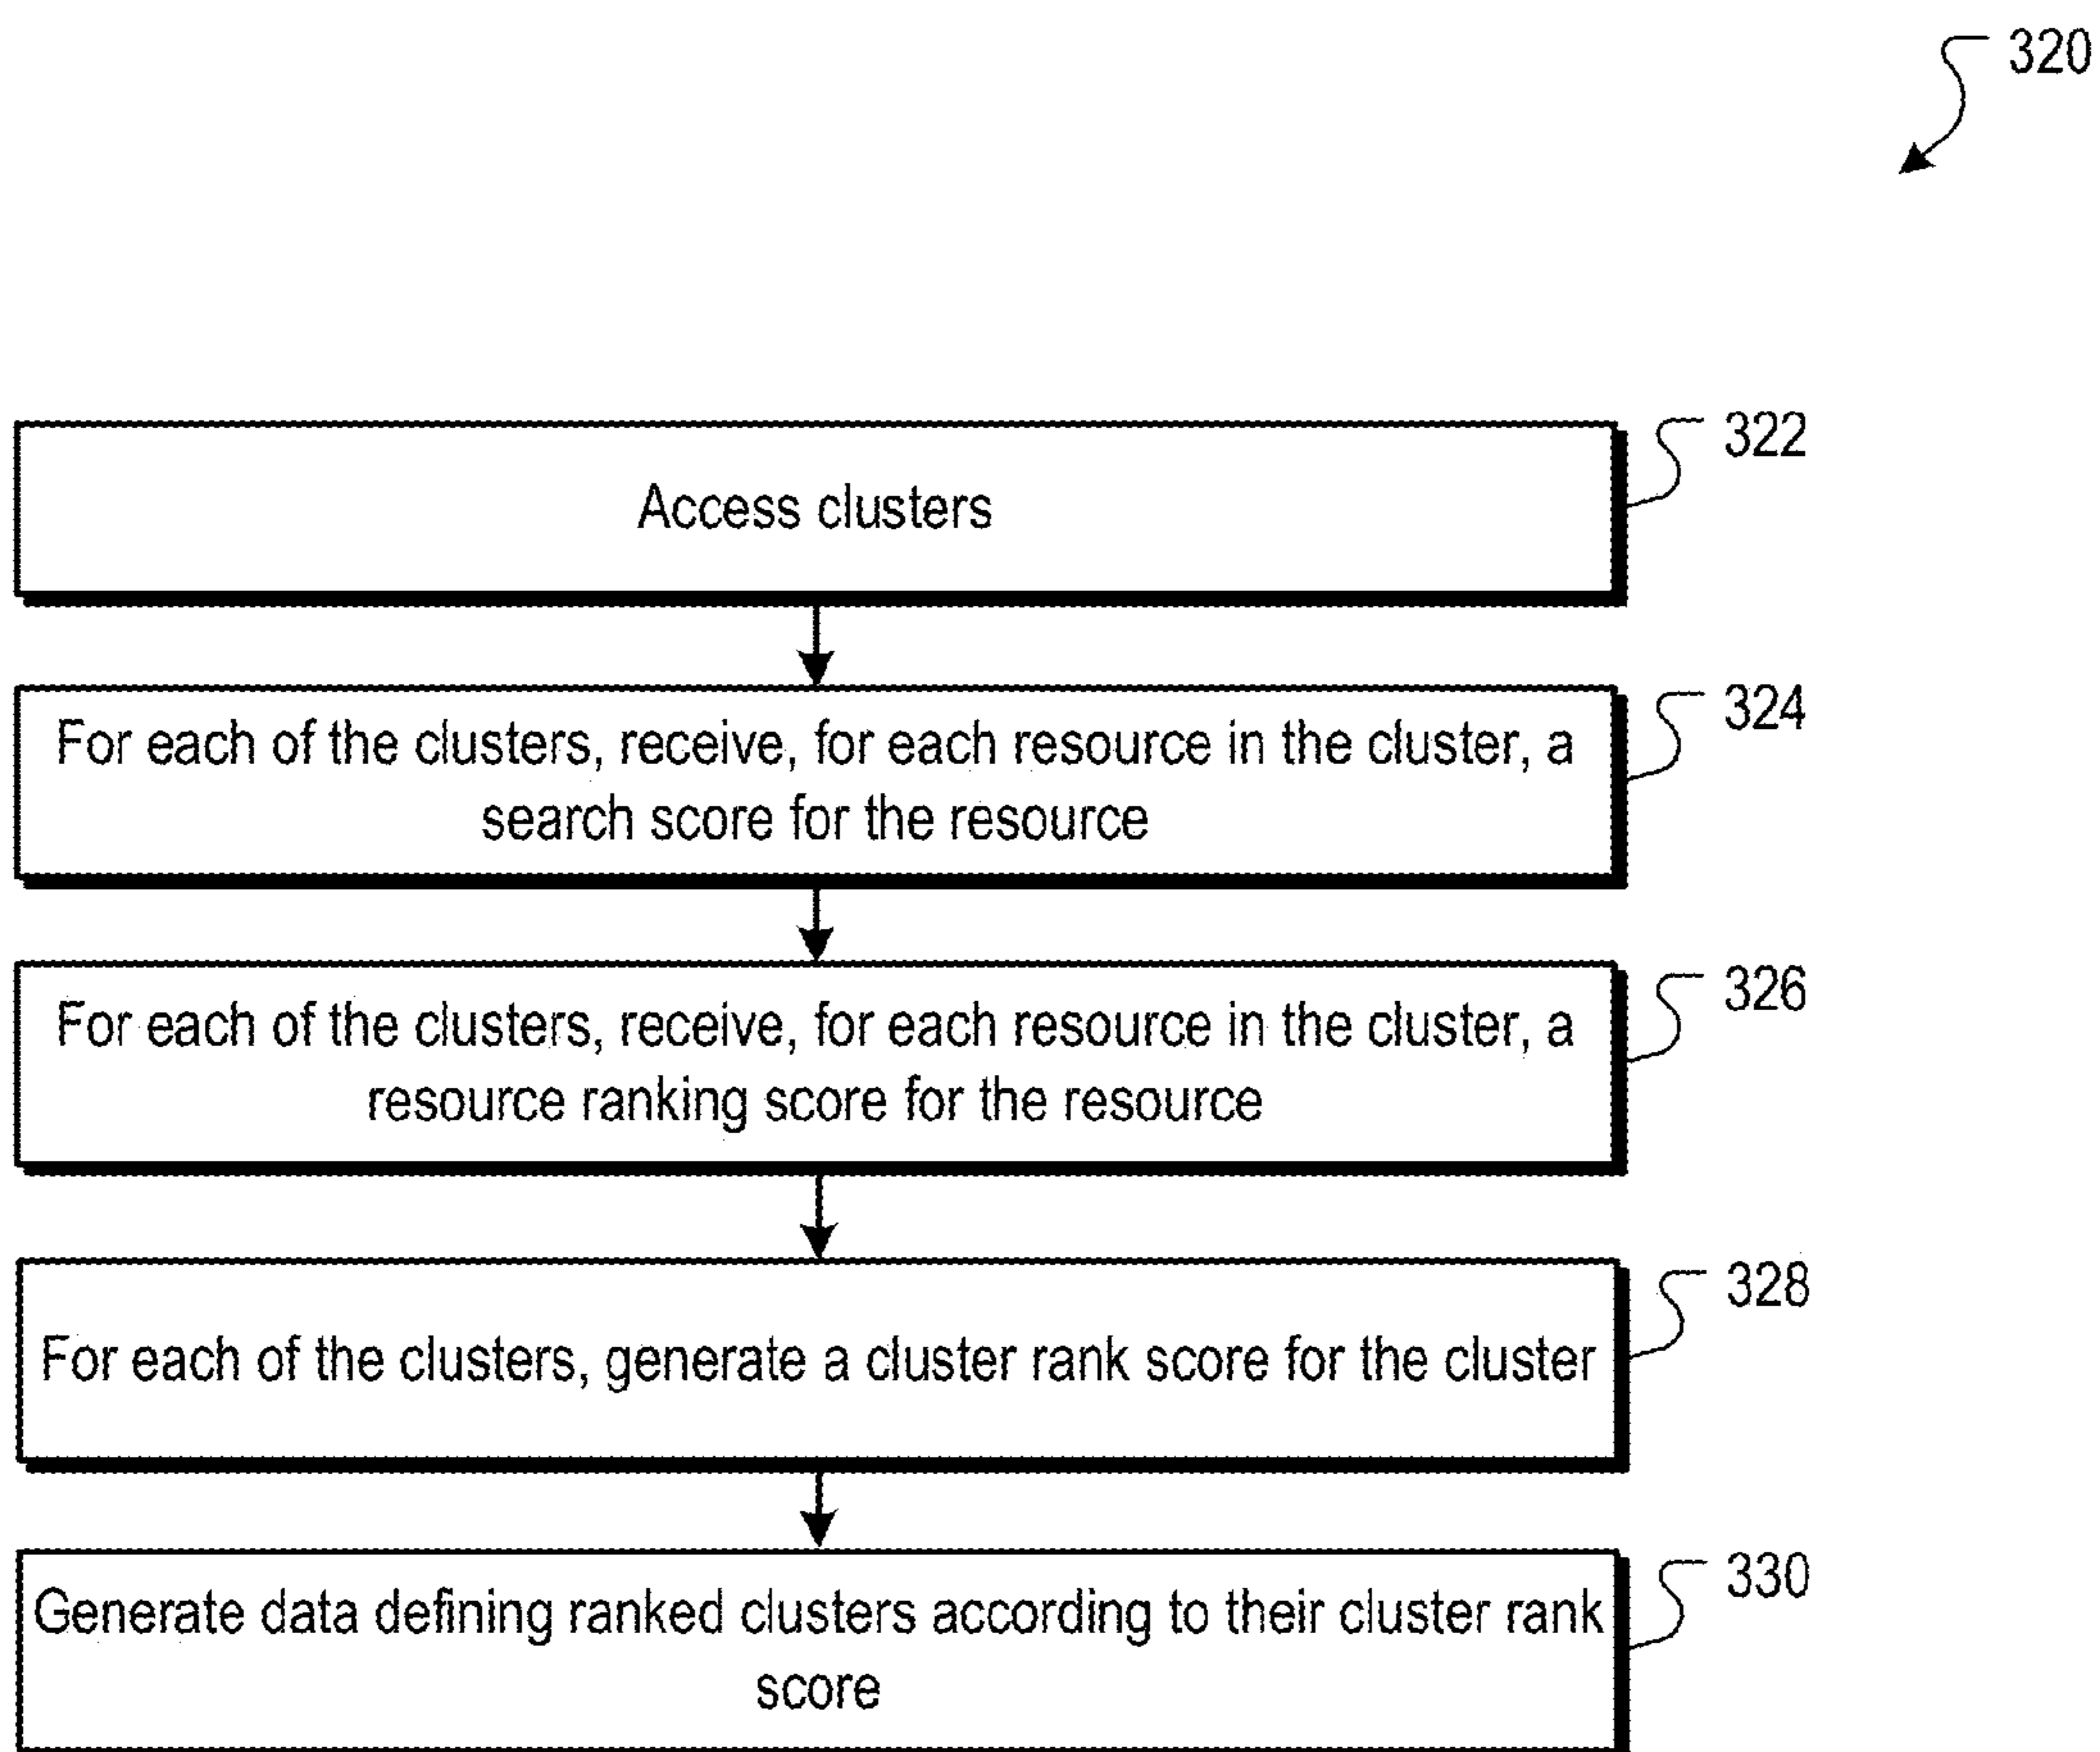 320
322
Access clusters
324
For each of the clusters, receive, for each resource in the cluster, a
search score for the resource
326
For each of the clusters, receive, for each resource in the cluster, a
resource ranking score for the resource
328
For each of the clusters, generate a cluster rank score for the cluster
330
Generate data defining ranked clusters according to their cluster rank
score